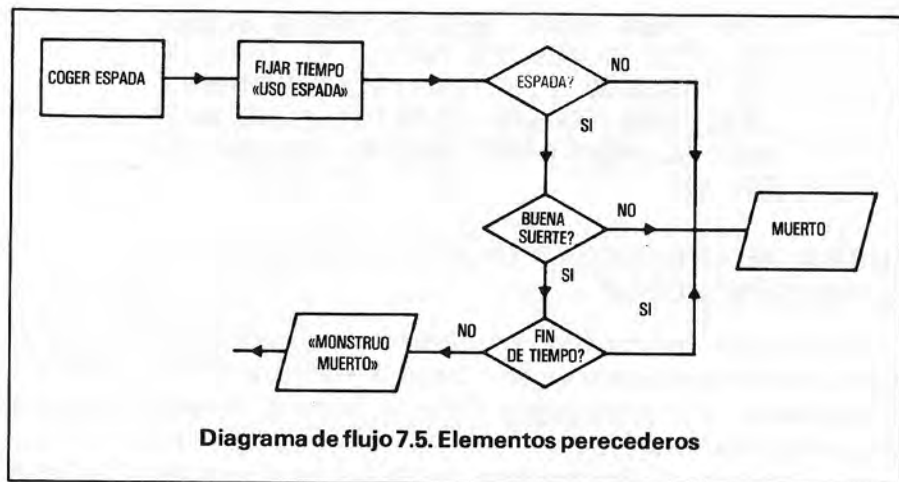 COGER ESPADA
FIJAR TIEMPO
«USO ESPADA»
ESPADA?
NO
SI
BUENA
SUERTE?
NO
MUERTO
SI
SI
FIN
DE TIEMPO?
NO
«MONSTRUO
MUERTO»
Diagrama de flujo 7.5. Elementos perecederos